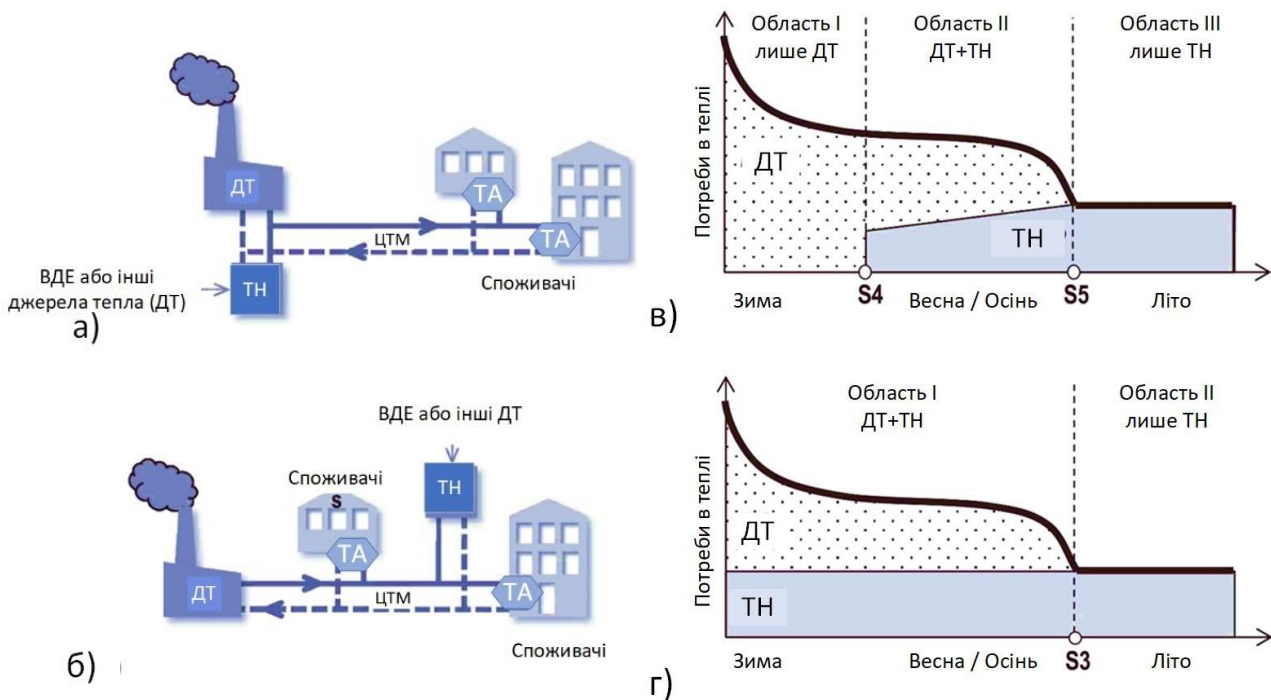 ДТ
ТА
ТА
ЦТМ
ВДЕ або інші
джерела тепла (ДТ)
ТН
Споживачі
а)
Область I
лише ДТ
Область II
ДТ+ТН
Область III
лише ТН
Потреби в теплі
ДТ
ТН
Зима
S4
Весна / Осінь
S5
Літо
в)
ВДЕ або інші ДТ
Споживачі
S
ТН
ТА
ТА
ДТ
ЦТМ
Споживачі
б)
Область I
ДТ+ТН
Область II
лише ТН
Потреби в теплі
ДТ
ТН
Зима
Весна / Осінь
S3
Літо
г)